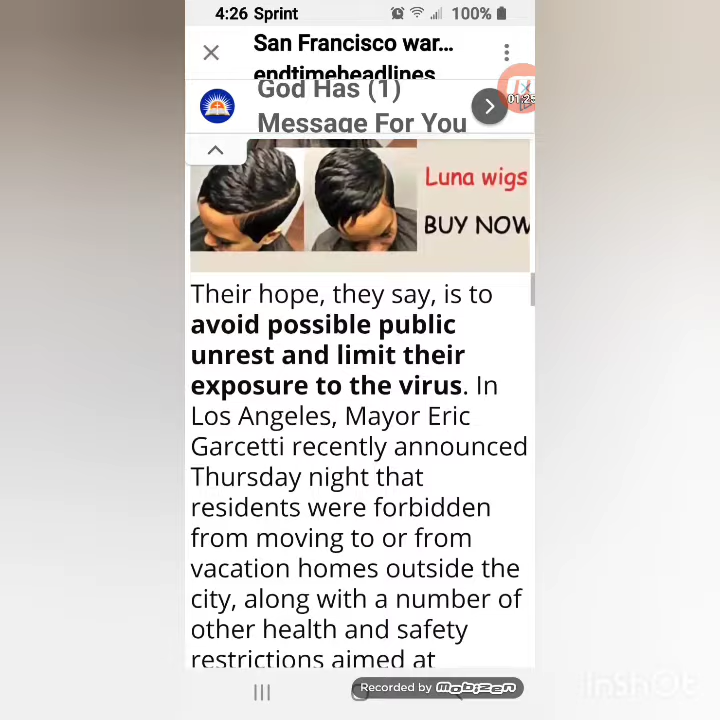 4:26 Sprint 100%
San Francisco war...
endtimeheadlines
01:25
God Has (1)
Message For You
Luna wigs
BUY NOW
Their hope, they say, is to
avoid possible public
unrest and limit their
exposure to the virus. In
Los Angeles, Mayor Eric
Garcetti recently announced
Thursday night that
residents were forbidden
from moving to or from
vacation homes outside the
city, along with a number of
other health and safety
restrictions aimed at
Recorded by mobizen
InShOt